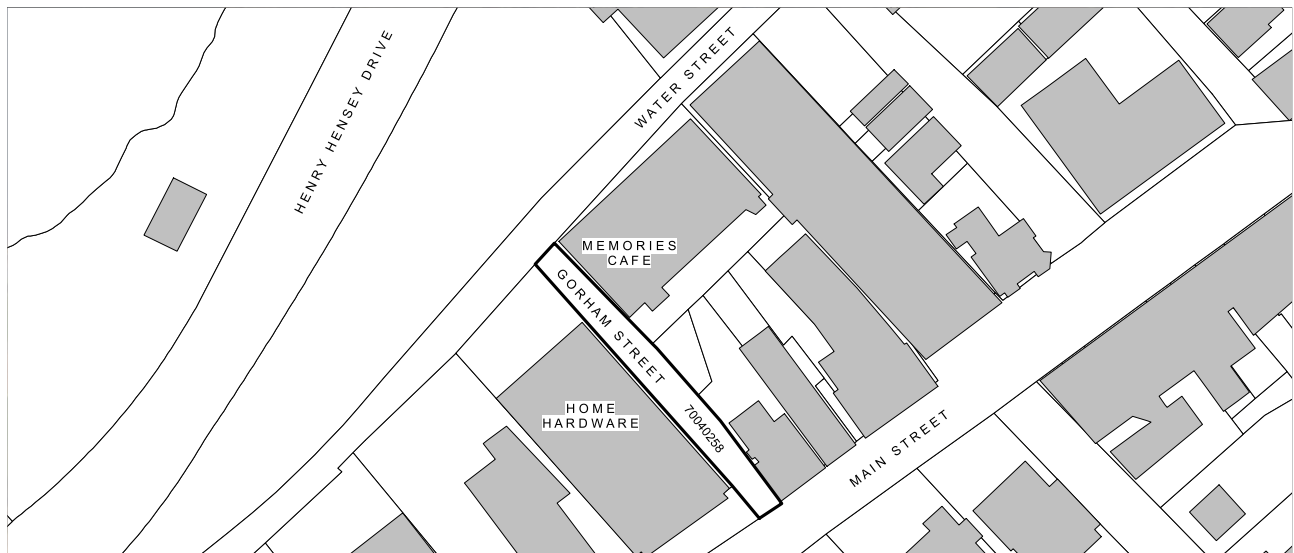 HENRY HENSEY DRIVE
WATER STREET
MEMORIES
CAFE
GORHAM STREET
70040258
HOME
HARDWARE
MAIN STREET